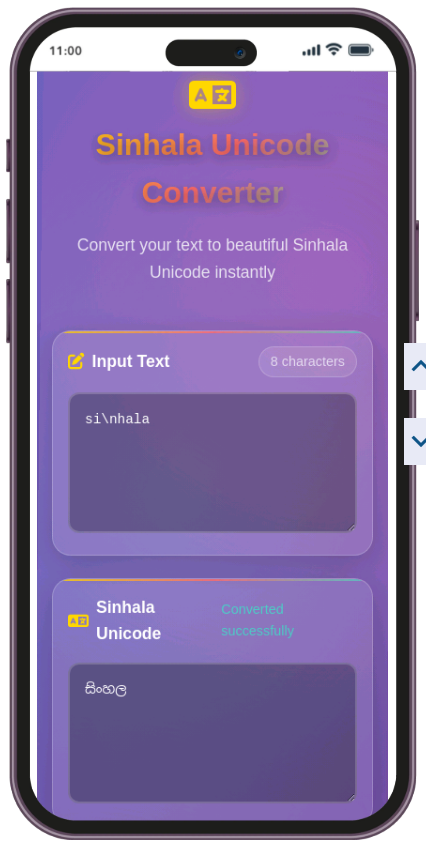 11:00
Sinhala Unicode
Converter
Convert your text to beautiful Sinhala
Unicode instantly
Input Text
8 characters
si\nhala
Sinhala
Unicode
Converted
successfully
සිංහල